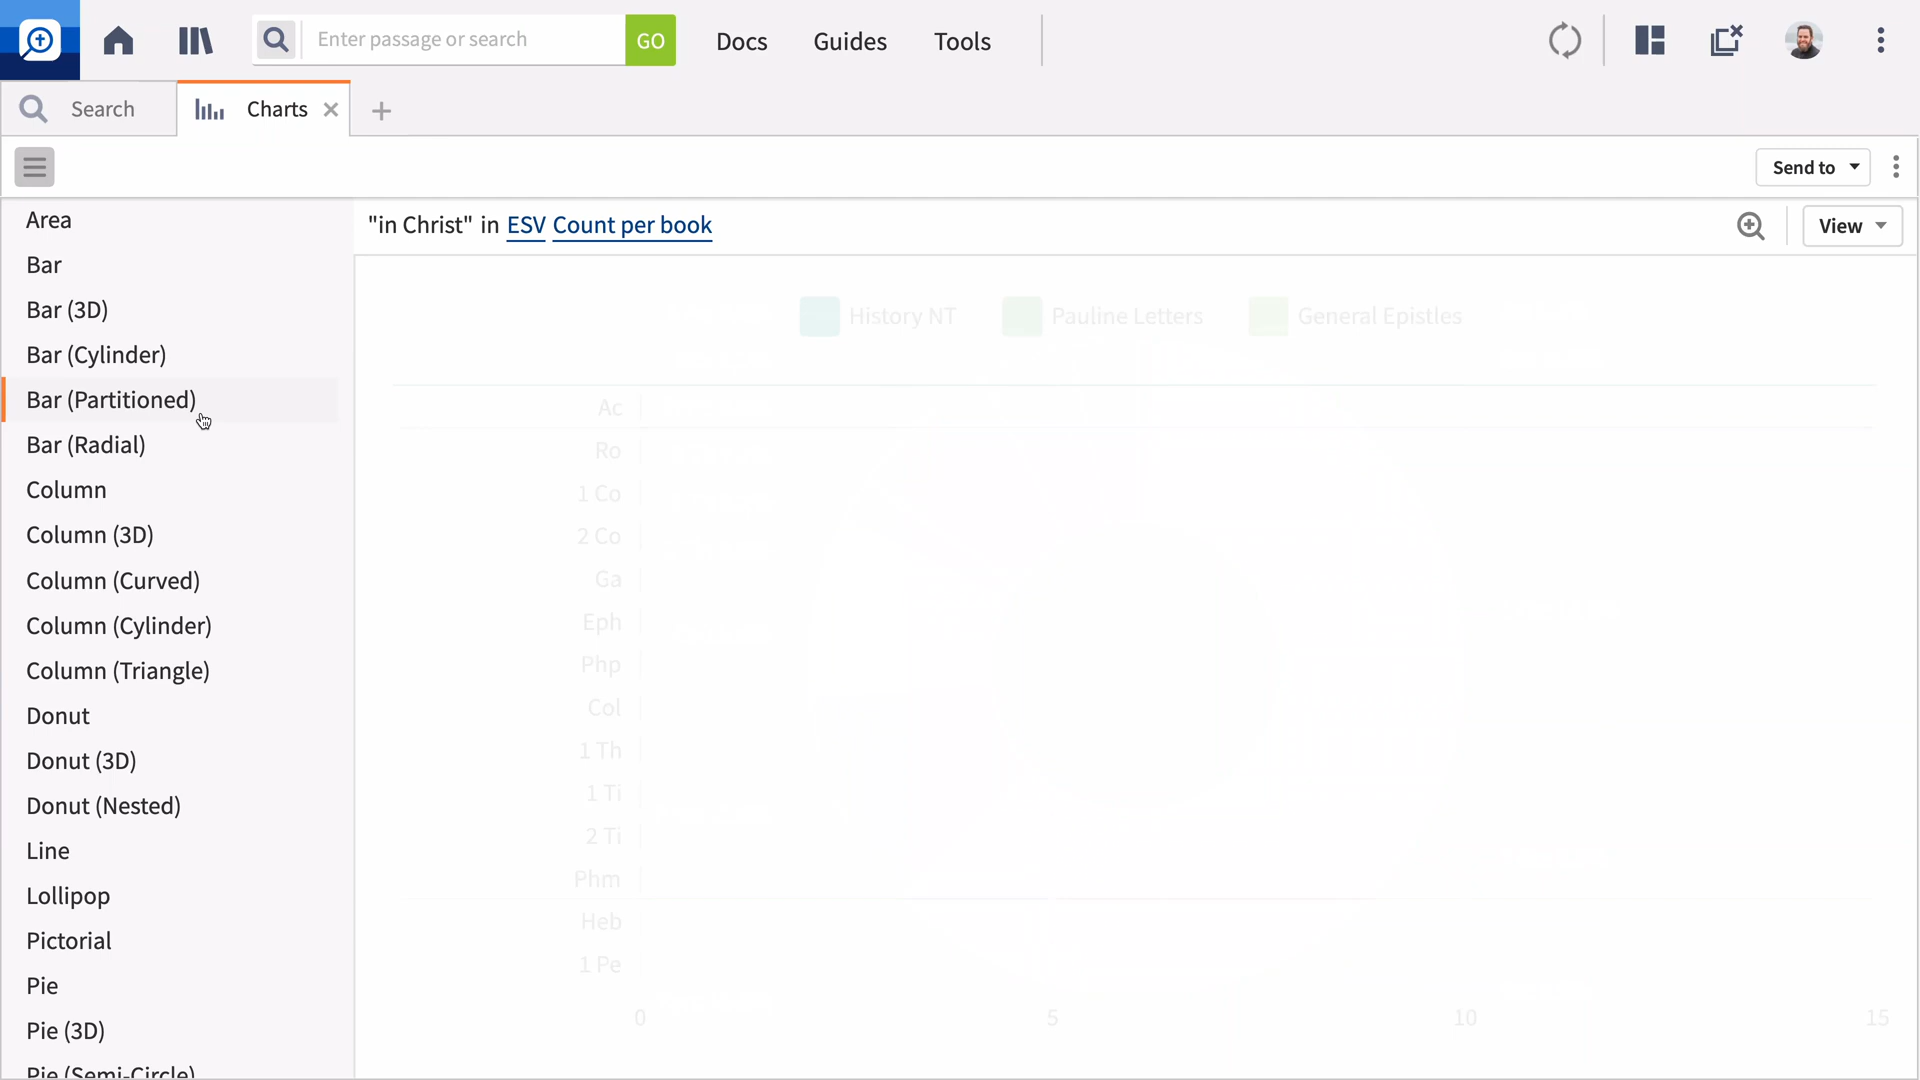 Enter passage or search
GO
Docs
Guides
Tools
Search
Charts
Send to
Area
Bar
Bar (3D)
Bar (Cylinder)
Bar (Partitioned)
Bar (Radial)
Column
Column (3D)
Column (Curved)
Column (Cylinder)
Column (Triangle)
Donut
Donut (3D)
Donut (Nested)
Line
Lollipop
Pictorial
Pie
Pie (3D)
Pie (Semi-Circle)
"in Christ" in ESV Count per book
View
History NT
Pauline Letters
General Epistles
Ac
Ro
1 Co
2 Co
Ga
Eph
Php
Col
1 Th
1 Ti
2 Ti
Phm
Heb
1 Pe
0
5
10
15